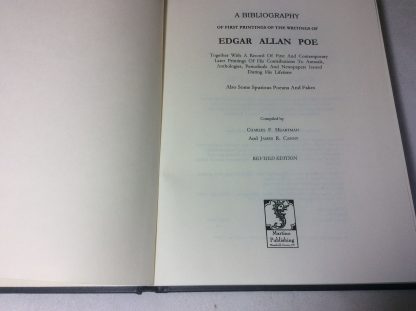 A BIBLIOGRAPHY
OF FIRST PRINTINGS OF THE WRITINGS OF
EDGAR ALLAN POE
Together With A Record Of First And Contemporary
Later Printings Of His Contributions To Annuals,
Anthologies, Periodicals And Newspapers Issued
During His Lifetime
Also Some Spurious Poeana And Fakes
Compiled by
CHARLES F. HEARTMAN
And JAMES R. CANNY
REVISED EDITION
Martino
Publishing